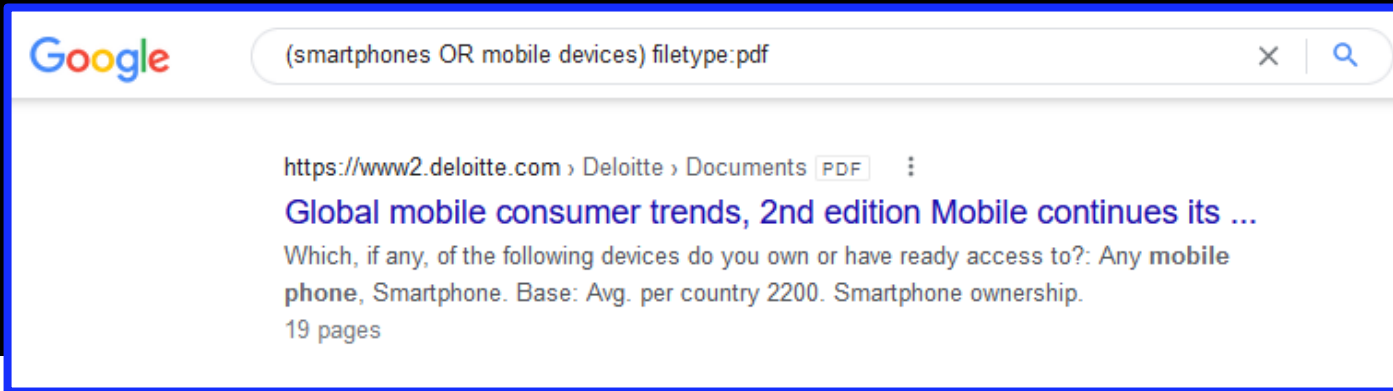 Google
(smartphones OR mobile devices) filetype:pdf
https://www2.deloitte.com › Deloitte › Documents PDF
Global mobile consumer trends, 2nd edition Mobile continues its ...
Which, if any, of the following devices do you own or have ready access to?: Any mobile
phone, Smartphone. Base: Avg. per country 2200. Smartphone ownership.
19 pages